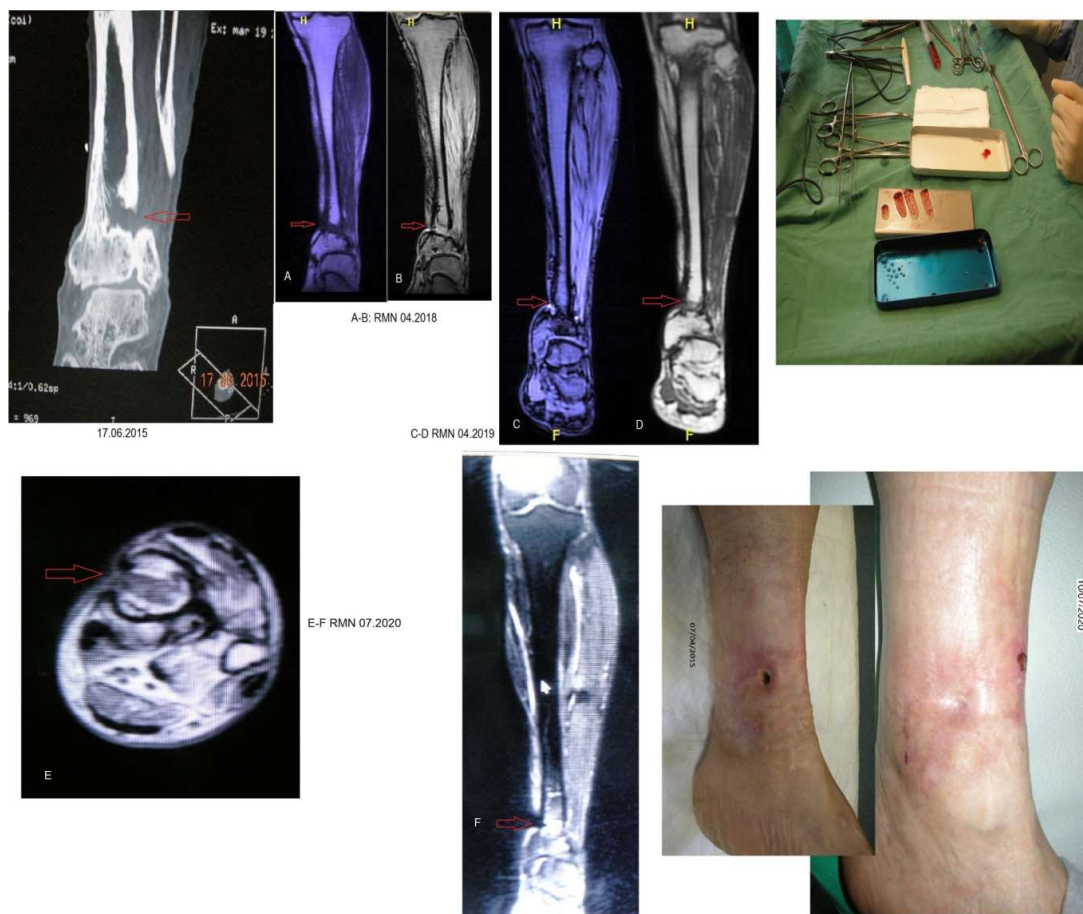 coi)
Ex: mar 19
m
A
R
L
17.06.2015
P
4:1/0.62sp
= 969
17.06.2015
H
H
A
B
A-B: RMN 04.2018
H
C
D
F
C-D RMN 04.2019
E
E-F RMN 07.2020
F
07/04/2015
10/07/2020